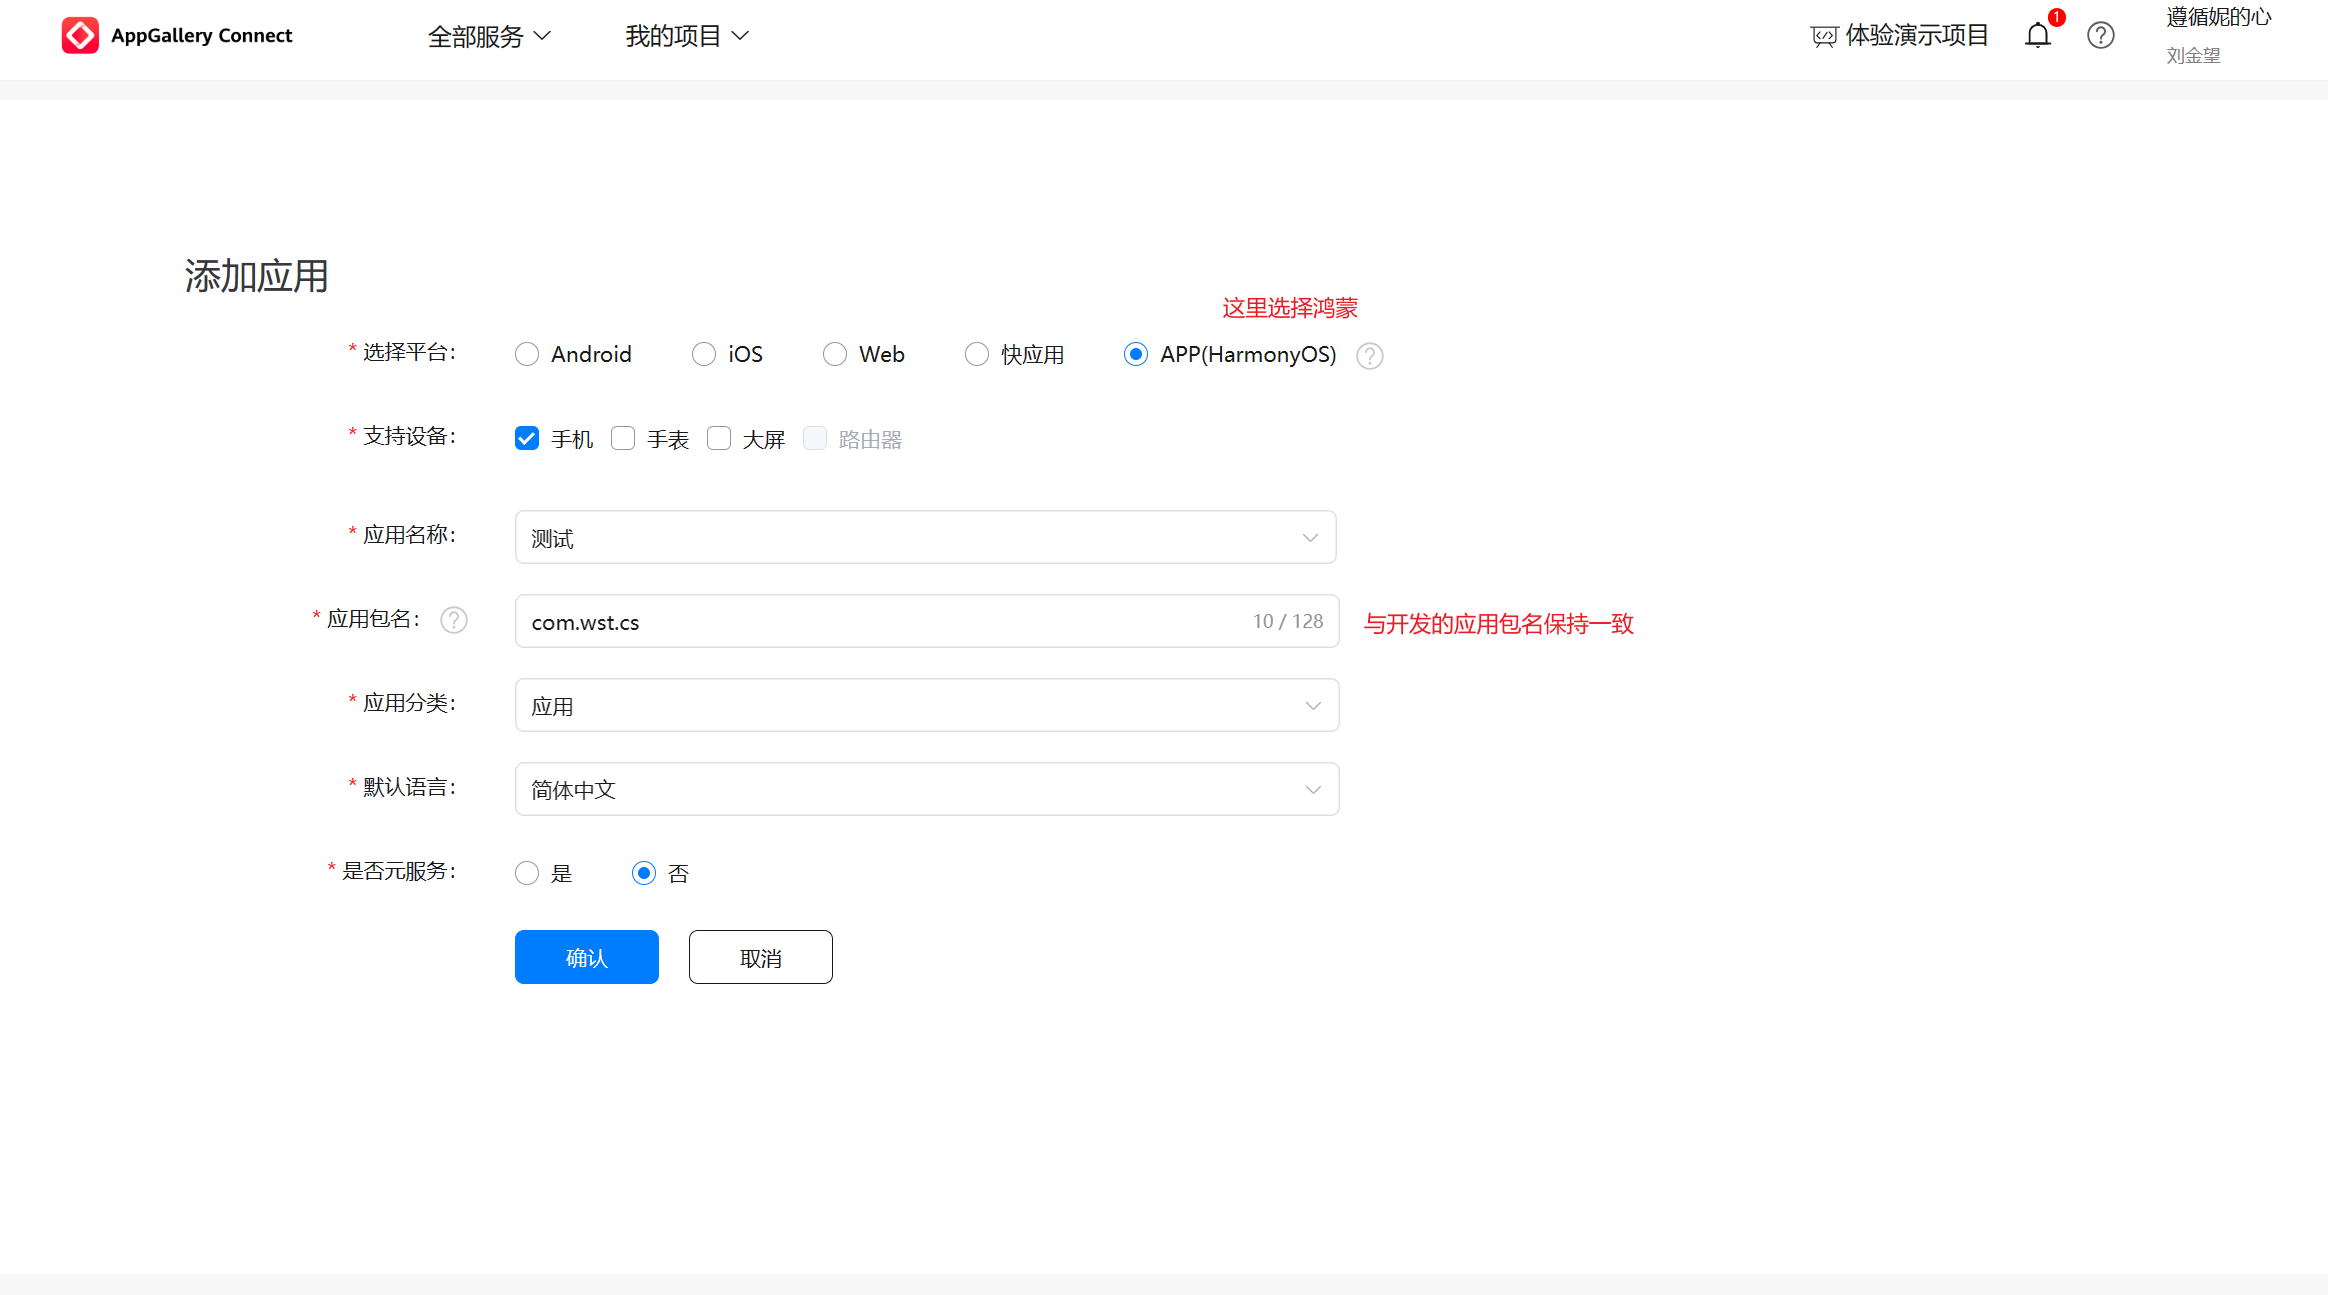 AppGallery Connect 全部服务 我的项目 体验演示项目 1 遵循妮的心
刘金望
添加应用
这里选择鸿蒙
* 选择平台: Android iOS Web 快应用 APP(HarmonyOS) ?
* 支持设备: 手机 手表 大屏 路由器
* 应用名称: 测试
* 应用包名: ? com.wst.cs 10 / 128 与开发的应用包名保持一致
* 应用分类: 应用
* 默认语言: 简体中文
* 是否元服务: 是 否
确认 取消